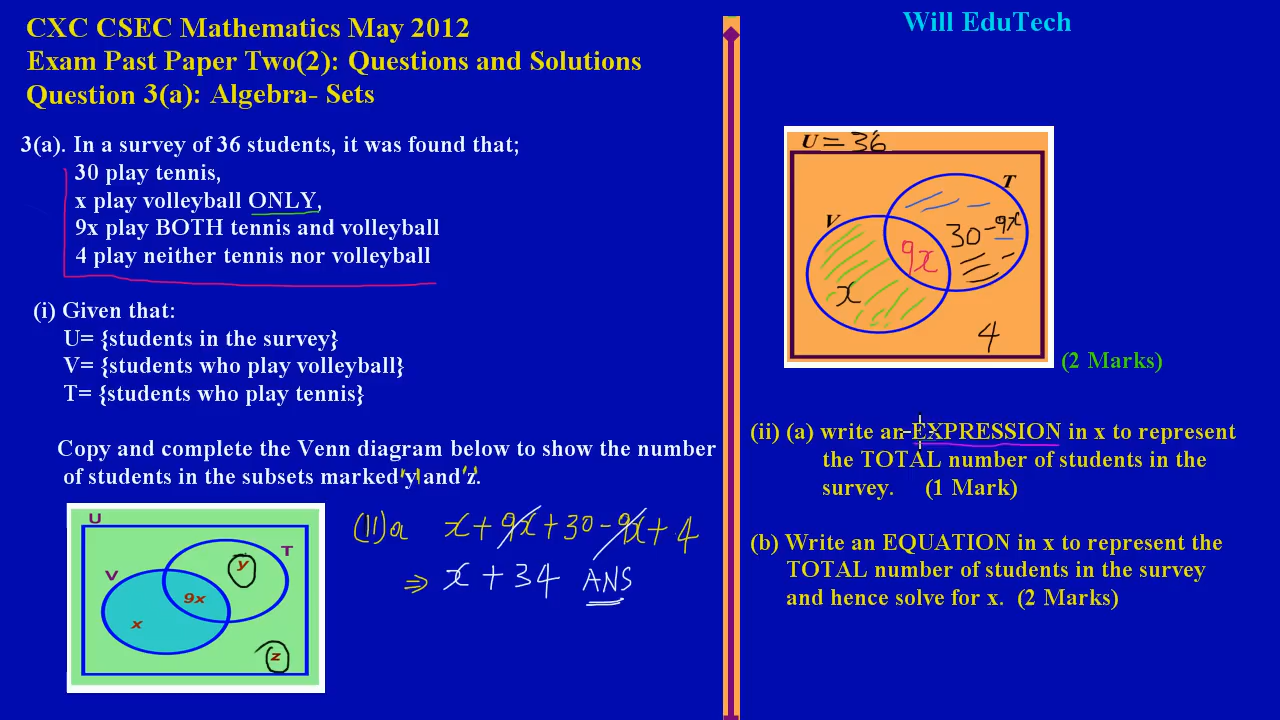 CXC CSEC Mathematics May 2012
Exam Past Paper Two(2): Questions and Solutions
Question 3(a): Algebra- Sets
3(a). In a survey of 36 students, it was found that;
30 play tennis,
x play volleyball ONLY,
9x play BOTH tennis and volleyball
4 play neither tennis nor volleyball
(i) Given that:
U= {students in the survey}
V= {students who play volleyball}
T= {students who play tennis}
Copy and complete the Venn diagram below to show the number
of students in the subsets marked 'y' and 'z'.
U
T
V
y
9x
x
z
(II)a x + 9x + 30 - 9x + 4
⇒ x + 34 ANS
Will EduTech
U = 36
T
V
30 - 9x
9x
x
4
(2 Marks)
(ii) (a) write an EXPRESSION in x to represent
the TOTAL number of students in the
survey. (1 Mark)
(b) Write an EQUATION in x to represent the
TOTAL number of students in the survey
and hence solve for x. (2 Marks)